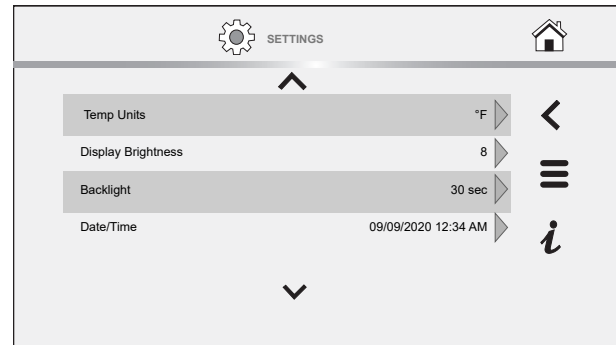 SETTINGS
Temp Units °F
Display Brightness 8
Backlight 30 sec
Date/Time 09/09/2020 12:34 AM
i